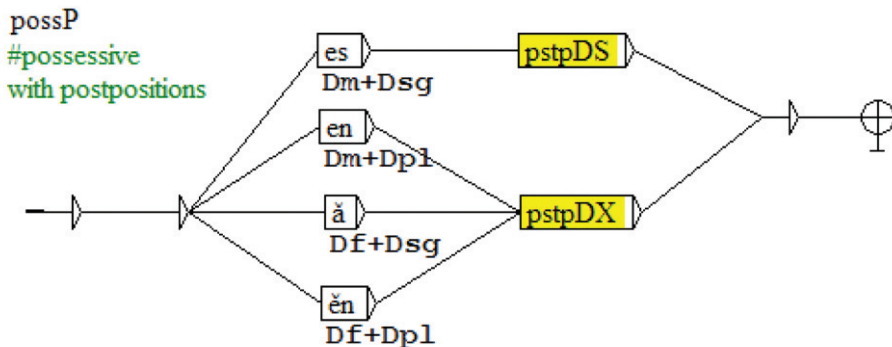 possP
#possessive
with postpositions
es
Dm+Dsg
pstpDS
en
Dm+Dpl
ă
Df+Dsg
pstpDX
ĕn
Df+Dpl